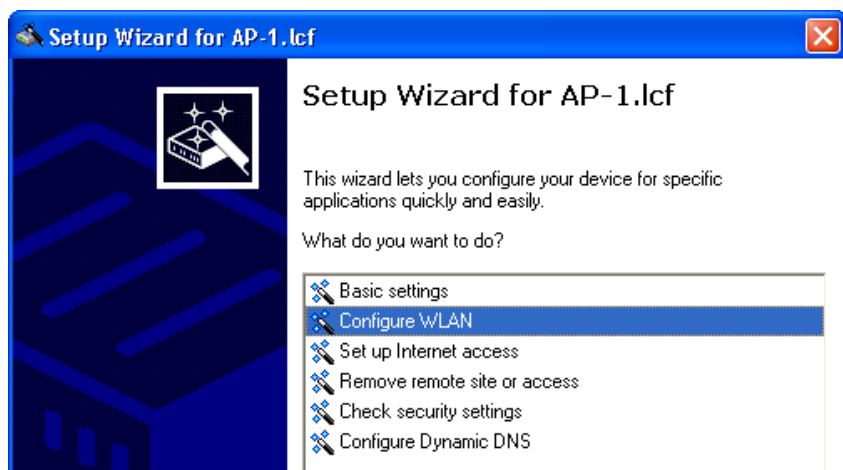 Setup Wizard for AP-1.lcf
Setup Wizard for AP-1.lcf
This wizard lets you configure your device for specific
applications quickly and easily.
What do you want to do?
Basic settings
Configure WLAN
Set up Internet access
Remove remote site or access
Check security settings
Configure Dynamic DNS